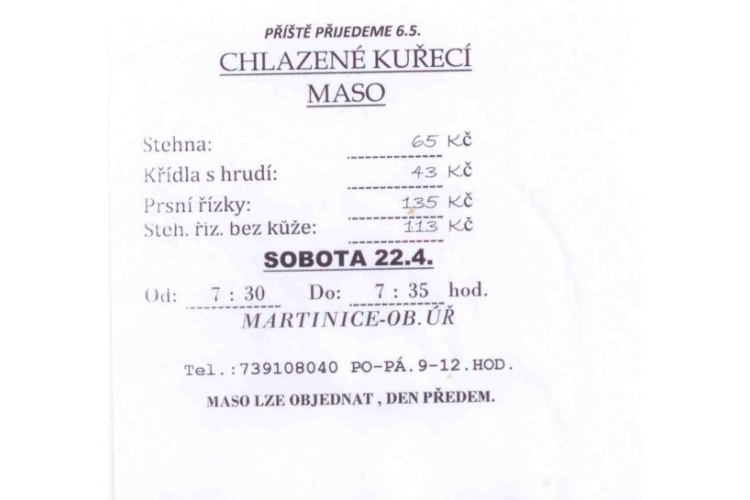 PŘÍŠTĚ PŘIJEDEME 6.5.
CHLAZENÉ KUŘECÍ
MASO
Stehna: 65 Kč
Křídla s hrudí: 43 Kč
Prsní řízky: 135 Kč
Steh. říz. bez kůže: 113 Kč
SOBOTA 22.4.
Od: 7 : 30 Do: 7 : 35 hod.
MARTINICE-OB.ÚŘ
Tel.:739108040 PO-PÁ.9-12.HOD.
MASO LZE OBJEDNAT , DEN PŘEDEM.